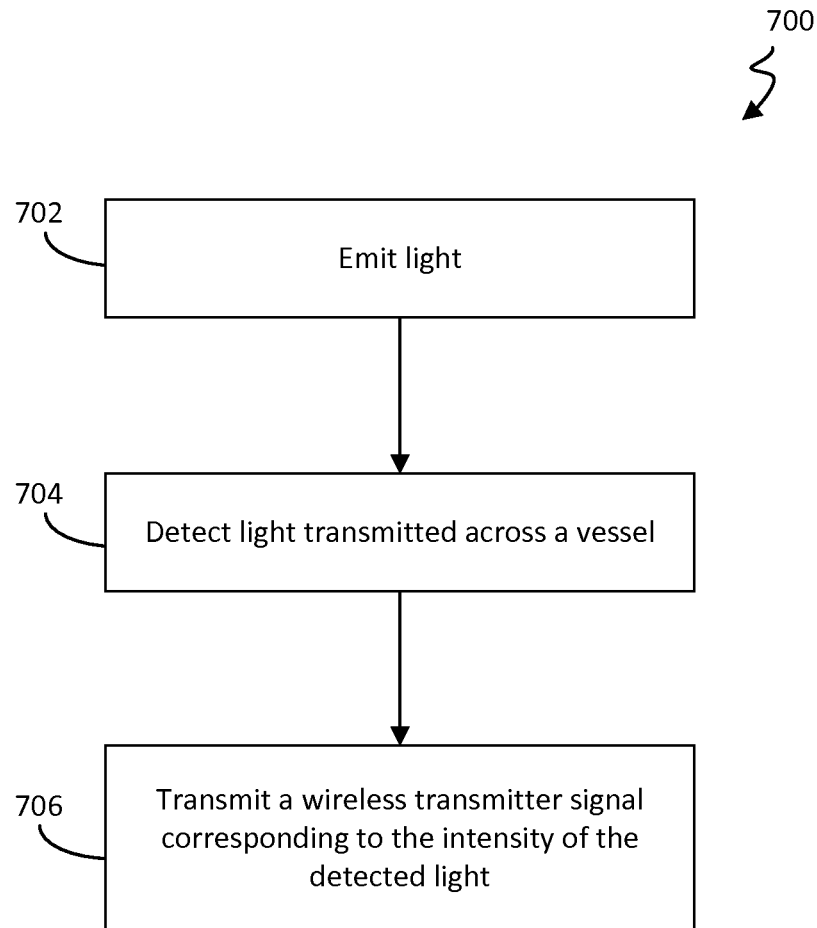 700
702
Emit light
704
Detect light transmitted across a vessel
706
Transmit a wireless transmitter signal
corresponding to the intensity of the
detected light